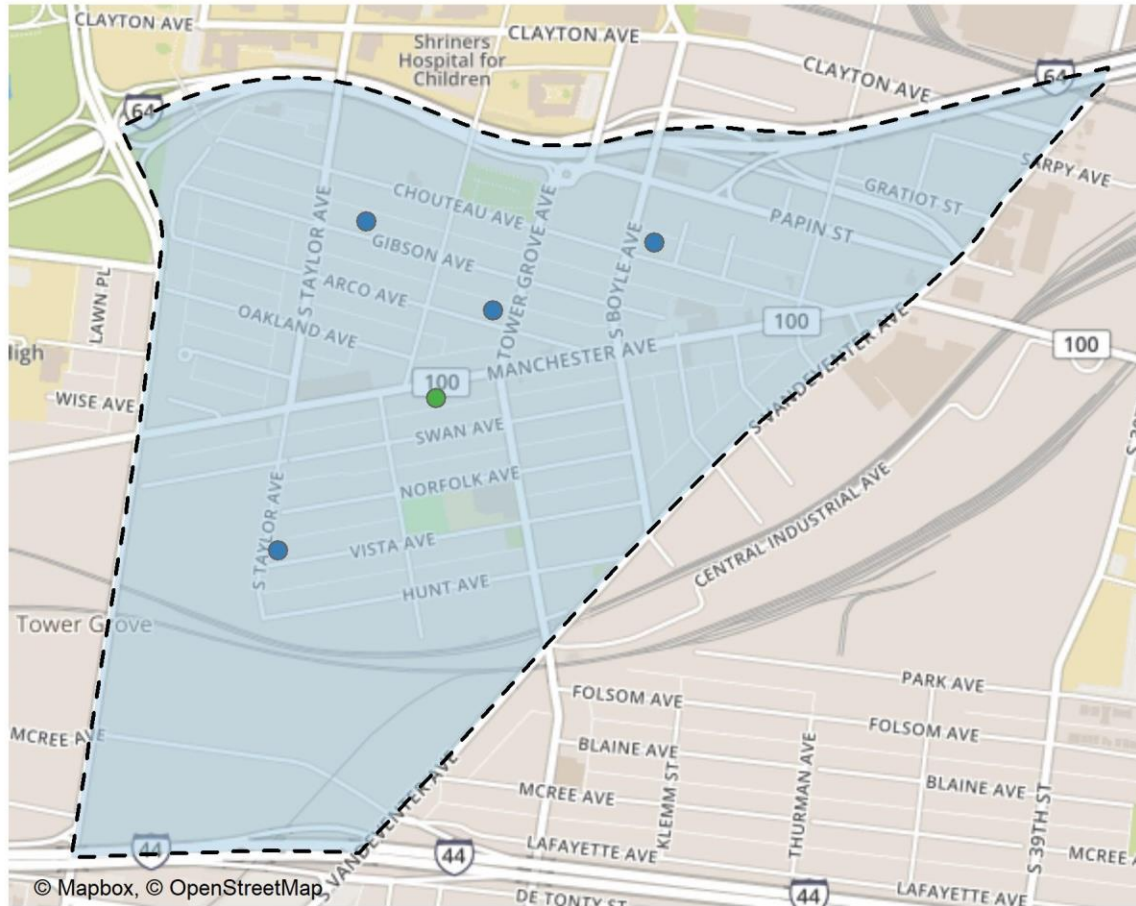 CLAYTON AVE
Shriners
Hospital for
Children
CLAYTON AVE
CLAYTON AVE
64
64
SARPY AVE
GRATIOT ST
CHOUTEAU AVE
PAPIN ST
GIBSON AVE
S TAYLOR AVE
TOWER GROVE AVE
S BOYLE AVE
ARCO AVE
LAWN PL
OAKLAND AVE
100
MANCHESTER AVE
S VANDEVENTER AVE
100
High
100
WISE AVE
SWAN AVE
NORFOLK AVE
S TAYLOR AVE
VISTA AVE
CENTRAL INDUSTRIAL AVE
HUNT AVE
Tower Grove
PARK AVE
FOLSOM AVE
FOLSOM AVE
MCREE AVE
BLAINE AVE
BLAINE AVE
KLEMM ST
THURMAN AVE
S 39TH ST
MCREE AVE
S VANDEVENTER AVE
44
44
LAFAYETTE AVE
MCREE A
44
LAFAYETTE AVE
DE TONTY ST
© Mapbox, © OpenStreetMap